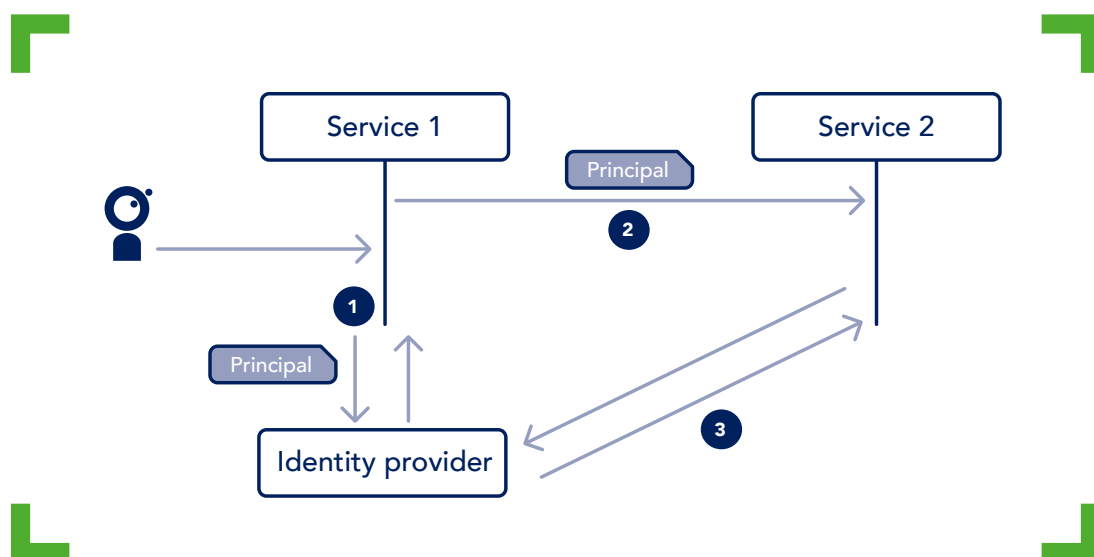 Service 1
Service 2
Principal
2
1
Principal
3
Identity provider